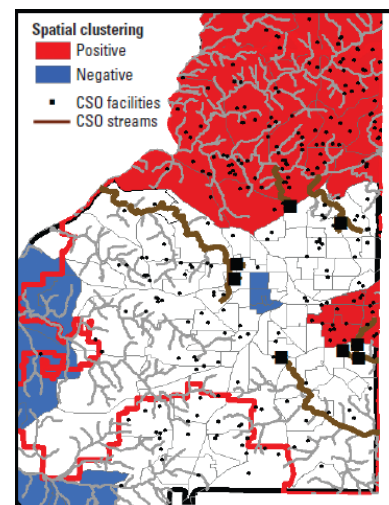 Spatial clustering
Positive
Negative
CSO facilities
CSO streams